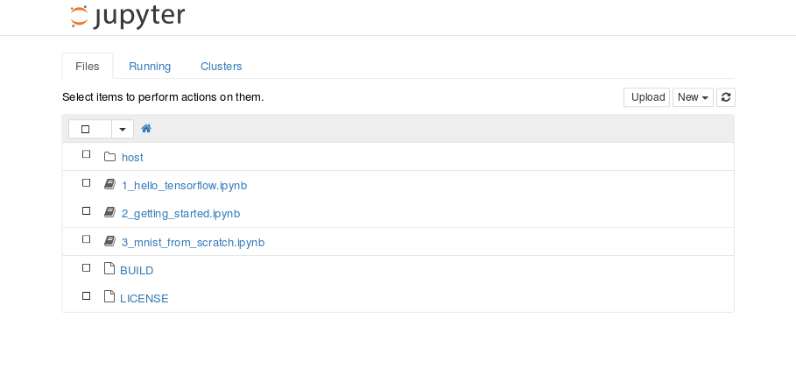 jupyter
Files Running Clusters
Select items to perform actions on them. Upload New
host
1_hello_tensorflow.ipynb
2_getting_started.ipynb
3_mnist_from_scratch.ipynb
BUILD
LICENSE